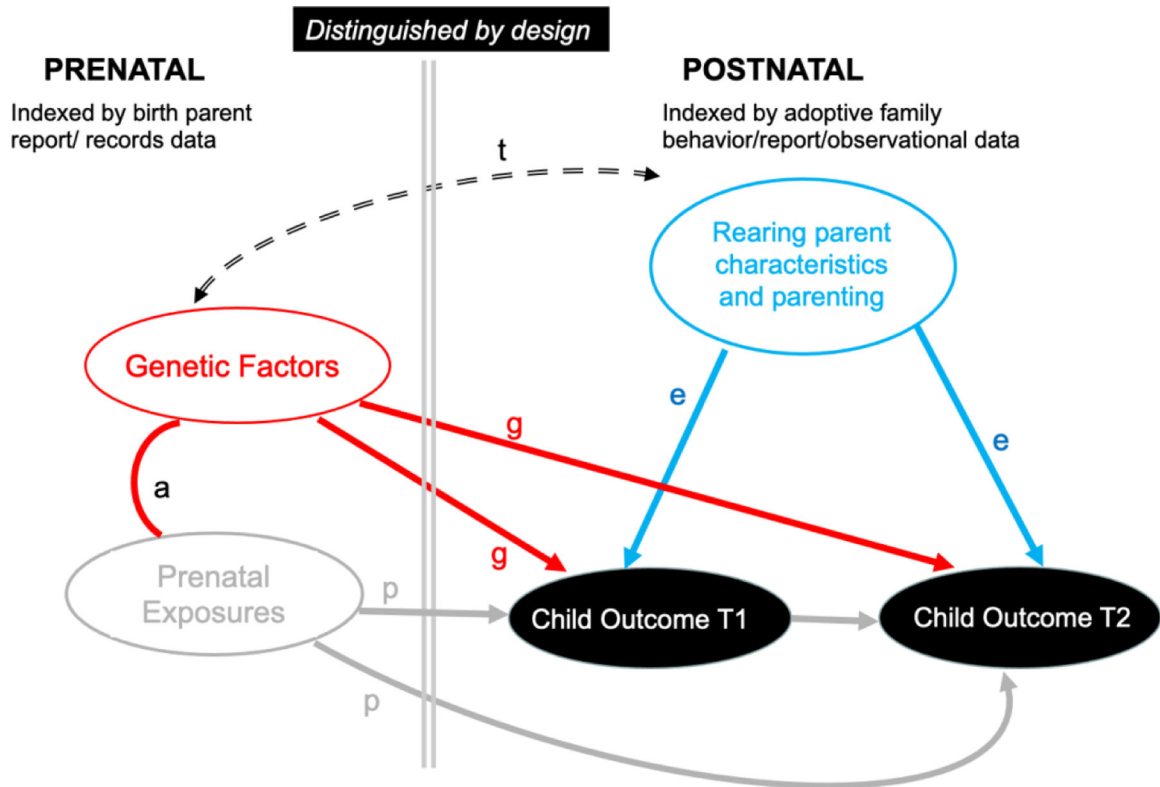 Distinguished by design
PRENATAL
Indexed by birth parent
report/ records data
POSTNATAL
Indexed by adoptive family
behavior/report/observational data
t
Rearing parent
characteristics
and parenting
Genetic Factors
e
e
g
g
a
Prenatal
Exposures
p
p
Child Outcome T1
Child Outcome T2